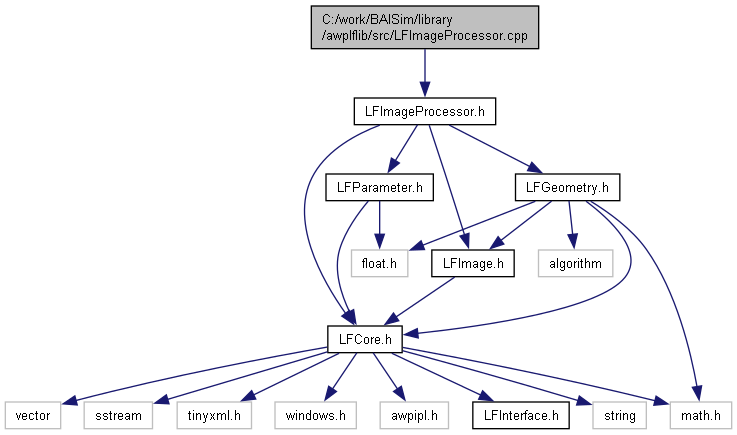 C:/work/BAISim/library
/awplflib/src/LFImageProcessor.cpp
LFImageProcessor.h
LFParameter.h
LFGeometry.h
float.h
LFImage.h
algorithm
LFCore.h
vector
sstream
tinyxml.h
windows.h
awpipl.h
LFInterface.h
string
math.h